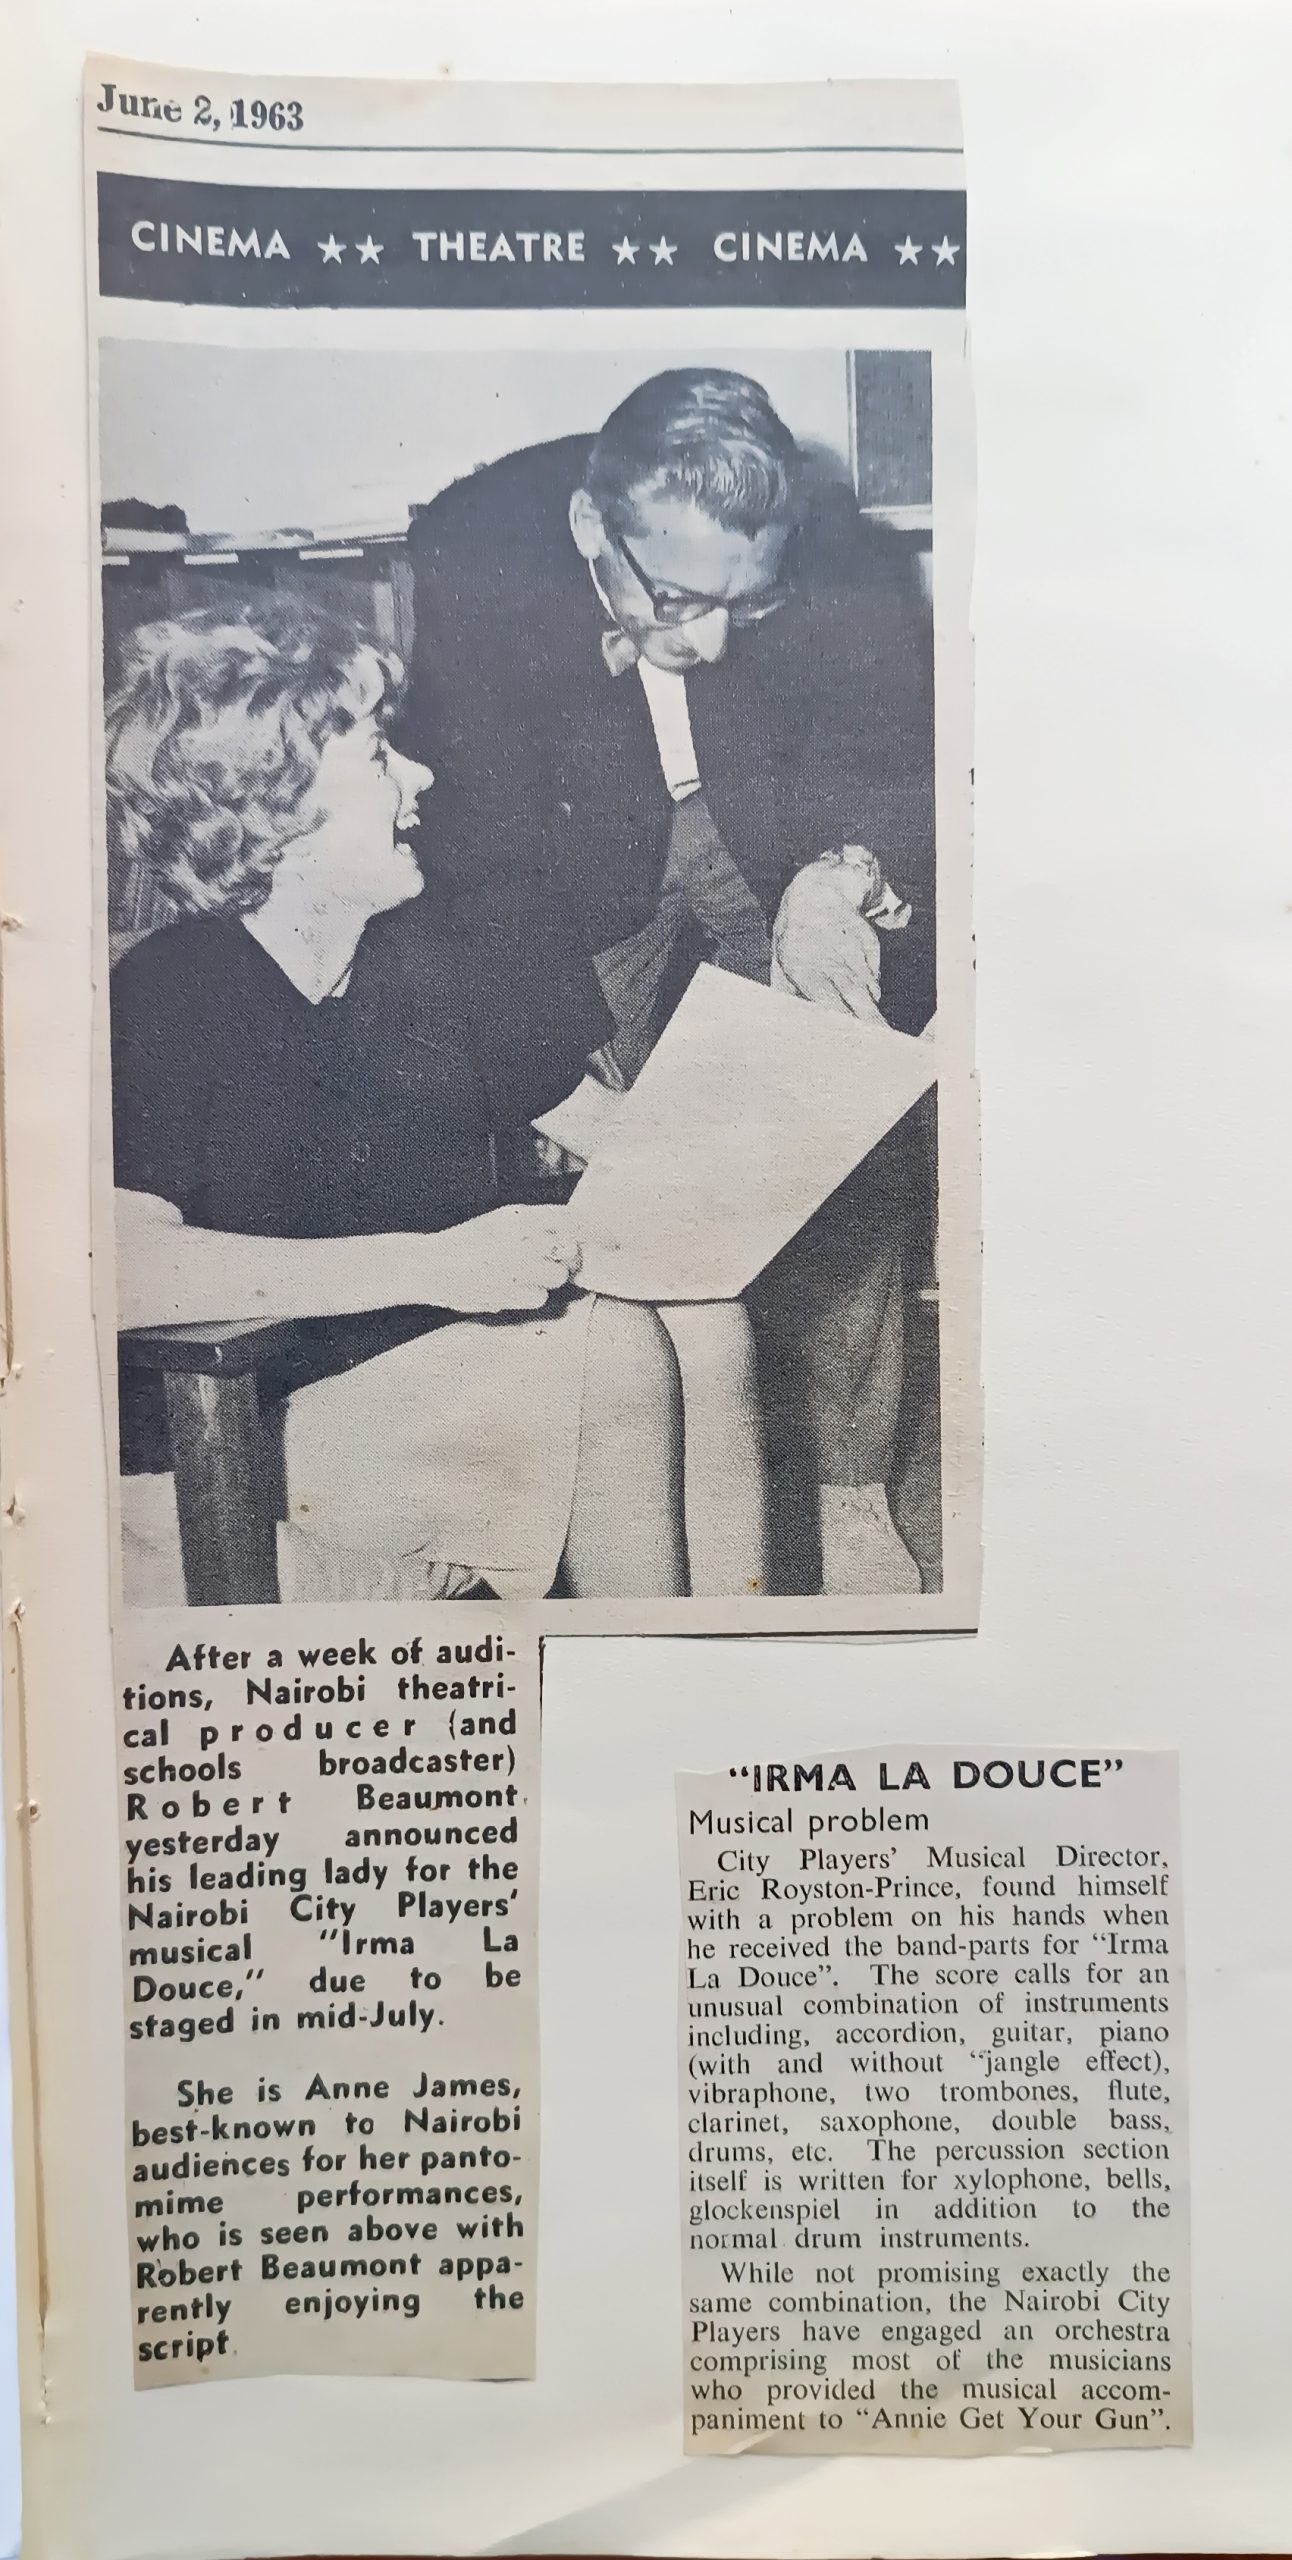 June 2, 1963
CINEMA ★★ THEATRE ★★ CINEMA ★★
After a week of audi-
tions, Nairobi theatri-
cal producer (and
schools broadcaster)
Robert Beaumont
yesterday announced
his leading lady for the
Nairobi City Players'
musical "Irma La
Douce," due to be
staged in mid-July.
She is Anne James,
best-known to Nairobi
audiences for her panto-
mime performances,
who is seen above with
Robert Beaumont appa-
rently enjoying the
script.
"IRMA LA DOUCE"
Musical problem
City Players' Musical Director,
Eric Royston-Prince, found himself
with a problem on his hands when
he received the band-parts for "Irma
La Douce". The score calls for an
unusual combination of instruments
including, accordion, guitar, piano
(with and without "jangle effect),
vibraphone, two trombones, flute,
clarinet, saxophone, double bass,
drums, etc. The percussion section
itself is written for xylophone, bells,
glockenspiel in addition to the
normal drum instruments.
While not promising exactly the
same combination, the Nairobi City
Players have engaged an orchestra
comprising most of the musicians
who provided the musical accom-
paniment to "Annie Get Your Gun".